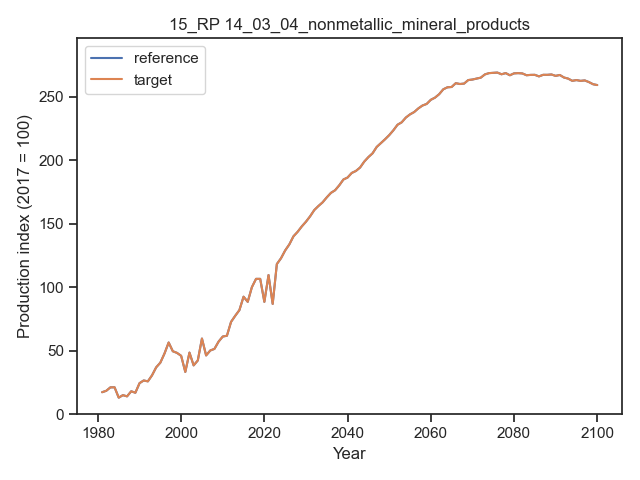 15_RP 14_03_04_nonmetallic_mineral_products
reference
target
Production index (2017 = 100)
250
200
150
100
50
0
1980 2000 2020 2040 2060 2080 2100
Year